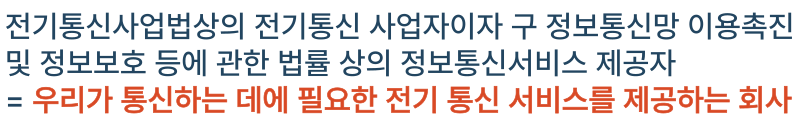 전기통신사업법상의 전기통신 사업자이자 구 정보통신망 이용촉진
및 정보보호 등에 관한 법률 상의 정보통신서비스 제공자
= 우리가 통신하는 데에 필요한 전기 통신 서비스를 제공하는 회사